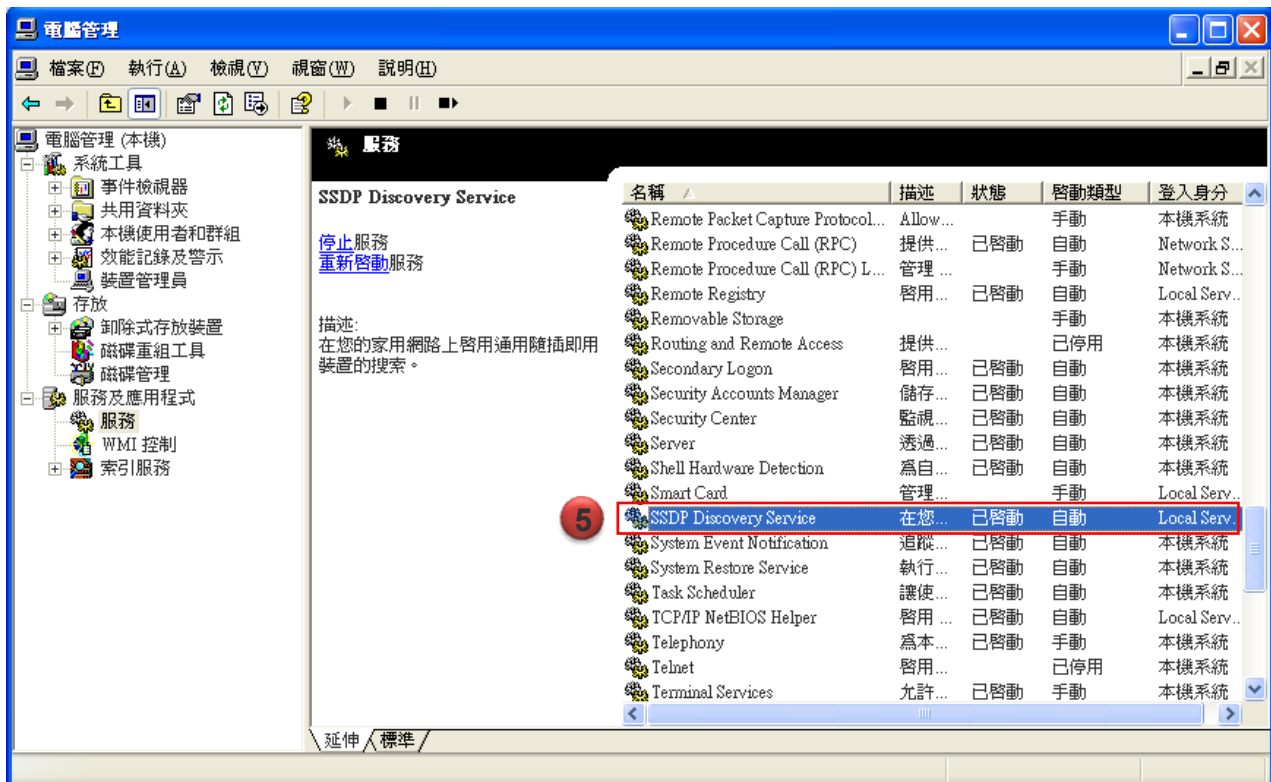 電腦管理
檔案(F) 執行(A) 檢視(V) 視窗(W) 說明(H)
電腦管理 (本機)
系統工具
事件檢視器
共用資料夾
本機使用者和群組
效能記錄及警示
裝置管理員
存放
卸除式存放裝置
磁碟重組工具
磁碟管理
服務及應用程式
服務
WMI 控制
索引服務
服務
SSDP Discovery Service
停止服務
重新啟動服務
描述:
在您的家用網路上啟用通用隨插即用
裝置的搜索。
名稱 描述 狀態 啟動類型 登入身分
Remote Packet Capture Protocol... Allow... 手動 本機系統
Remote Procedure Call (RPC) 提供... 已啟動 自動 Network S...
Remote Procedure Call (RPC) L... 管理 ... 手動 Network S...
Remote Registry 啟用... 已啟動 自動 Local Serv..
Removable Storage 手動 本機系統
Routing and Remote Access 提供... 已停用 本機系統
Secondary Logon 啟用... 已啟動 自動 本機系統
Security Accounts Manager 儲存... 已啟動 自動 本機系統
Security Center 監視... 已啟動 自動 本機系統
Server 透過... 已啟動 自動 本機系統
Shell Hardware Detection 為自... 已啟動 自動 本機系統
Smart Card 管理... 手動 Local Serv..
5 SSDP Discovery Service 在您... 已啟動 自動 Local Serv.
System Event Notification 追蹤... 已啟動 自動 本機系統
System Restore Service 執行... 已啟動 自動 本機系統
Task Scheduler 讓使... 已啟動 自動 本機系統
TCP/IP NetBIOS Helper 啟用 ... 已啟動 自動 Local Serv..
Telephony 為本... 已啟動 手動 本機系統
Telnet 啟用... 已停用 本機系統
Terminal Services 允許... 已啟動 手動 本機系統
延伸 標準